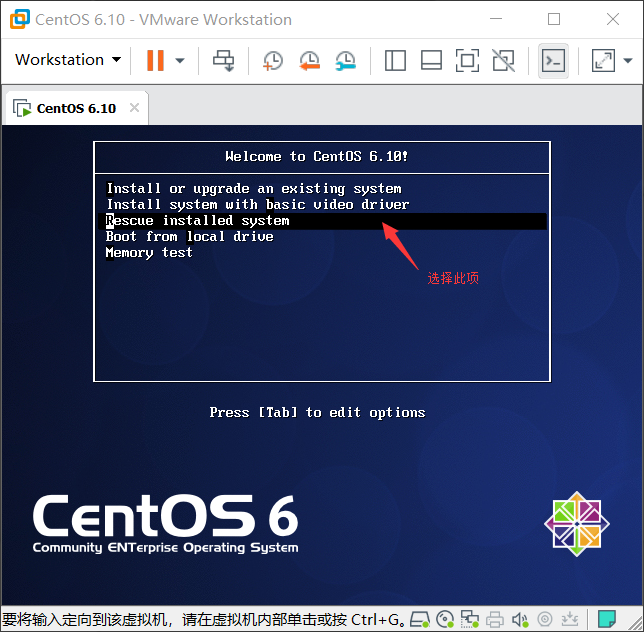 CentOS 6.10 - VMware Workstation
Workstation
CentOS 6.10
Welcome to CentOS 6.10!
Install or upgrade an existing system
Install system with basic video driver
Rescue installed system
Boot from local drive
Memory test
选择此项
Press [Tab] to edit options
CentOS 6
Community ENTerprise Operating System
要将输入定向到该虚拟机，请在虚拟机内部单击或按 Ctrl+G。